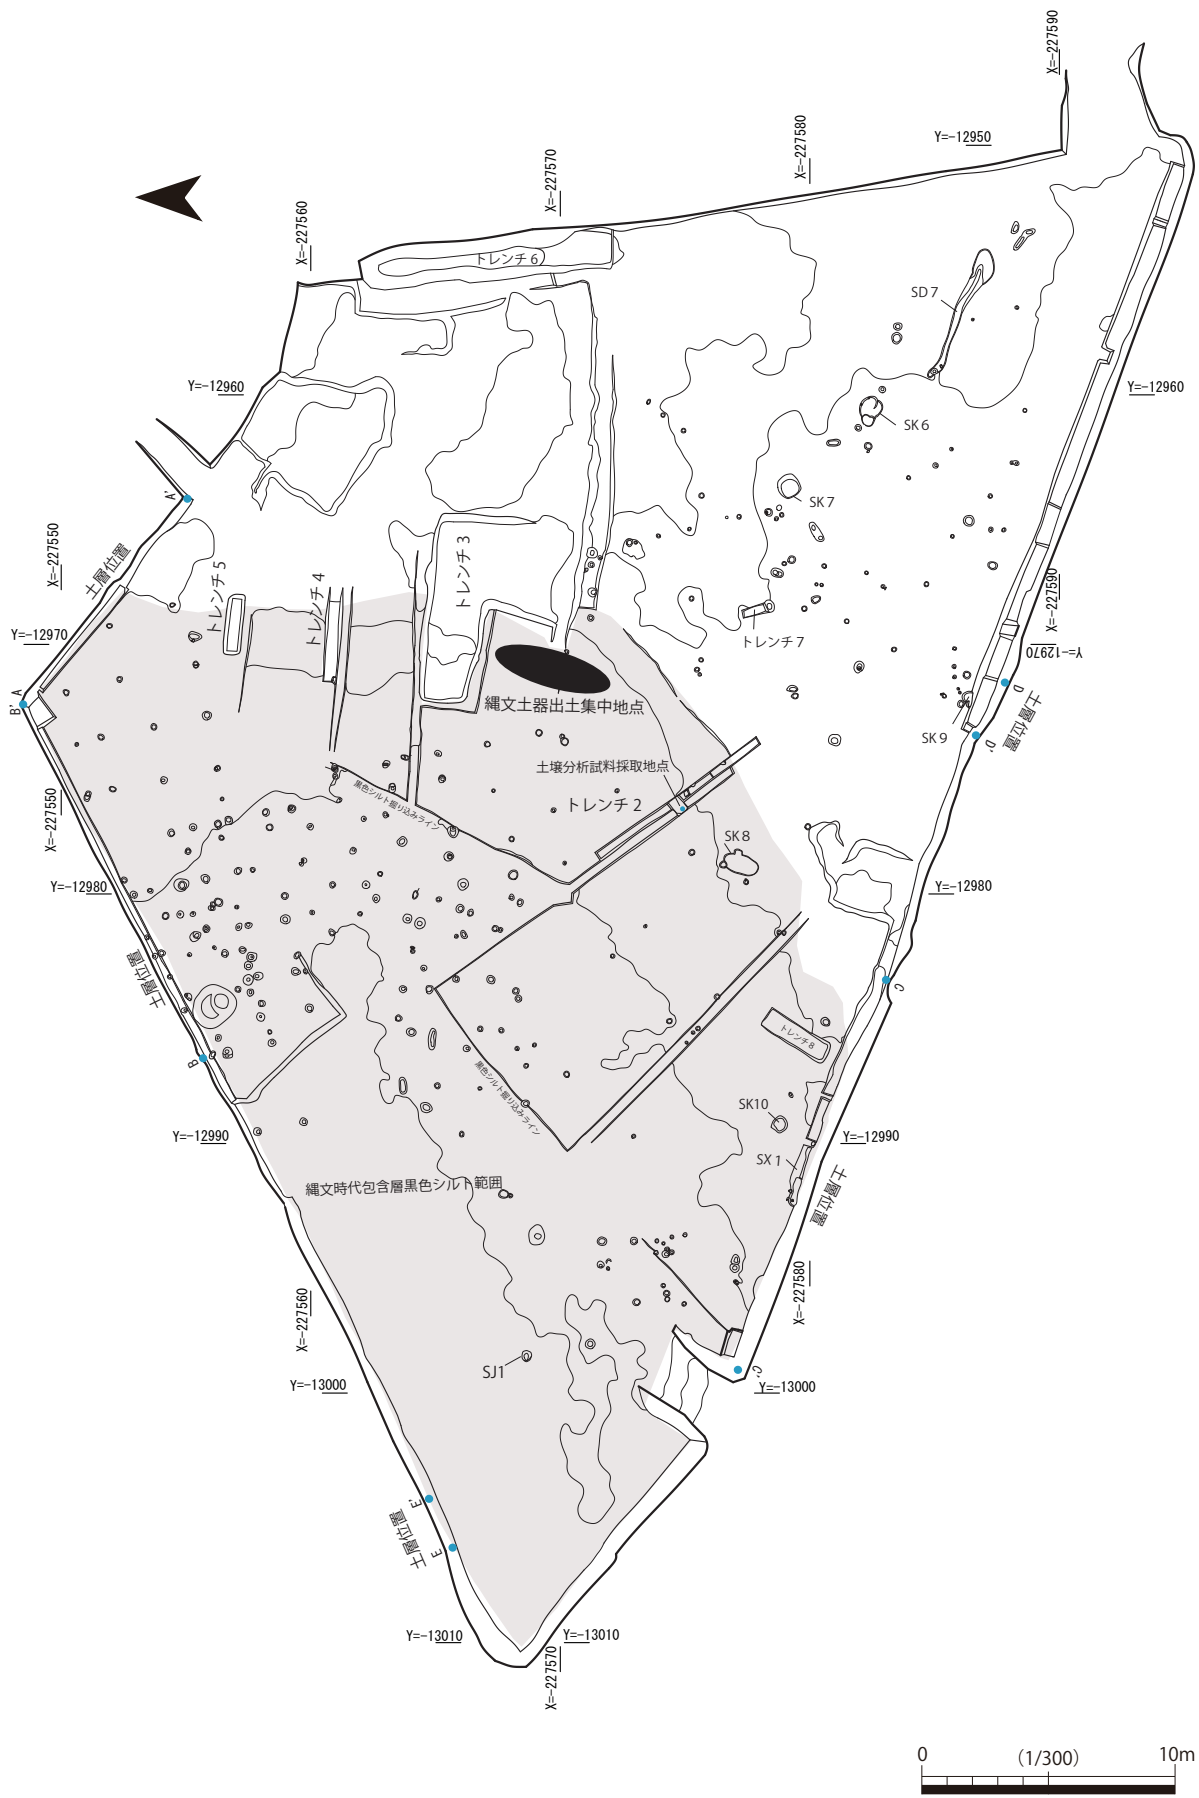 X=-227590
Y=-12950
X=-227580
X=-227570
X=-227560
トレンチ6
SD7
Y=-12960
Y=-12960
SK6
A'
SK7
X=-227550
土層位置
トレンチ5
トレンチ4
トレンチ3
X=-227590
Y=-12970
トレンチ7
Y=-12970
A
B'
D
縄文土器出土集中地点
土層位置
SK9
D'
土壌分析試料採取地点
黒色シルト掘り込みライン
トレンチ2
X=-227550
SK8
Y=-12980
Y=-12980
土層位置
C
トレンチ8
B
黒色シルト掘り込みライン
SK10
Y=-12990
Y=-12990
SX1
縄文時代包含層黒色シルト範囲
土層位置
X=-227580
X=-227560
SJ1
C'
Y=-13000
Y=-13000
E'
土層位置
E
Y=-13010
Y=-13010
X=-227570
0
(1/300)
10m